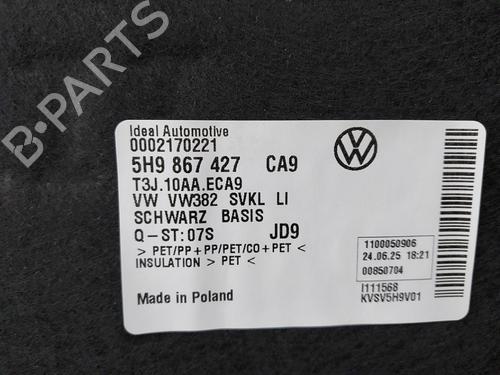 B-PARTS
Ideal Automotive
0002170221
5H9 867 427 CA9
T3J.10AA.ECA9
VW VW382 SVKL LI
SCHWARZ BASIS
Q-ST:07S JD9
> PET/PP + PP/PET/CO + PET <
INSULATION > PET <
Made in Poland
1100050906
24.06.25 18:21
00850704
I111568
KVSV5H9V01